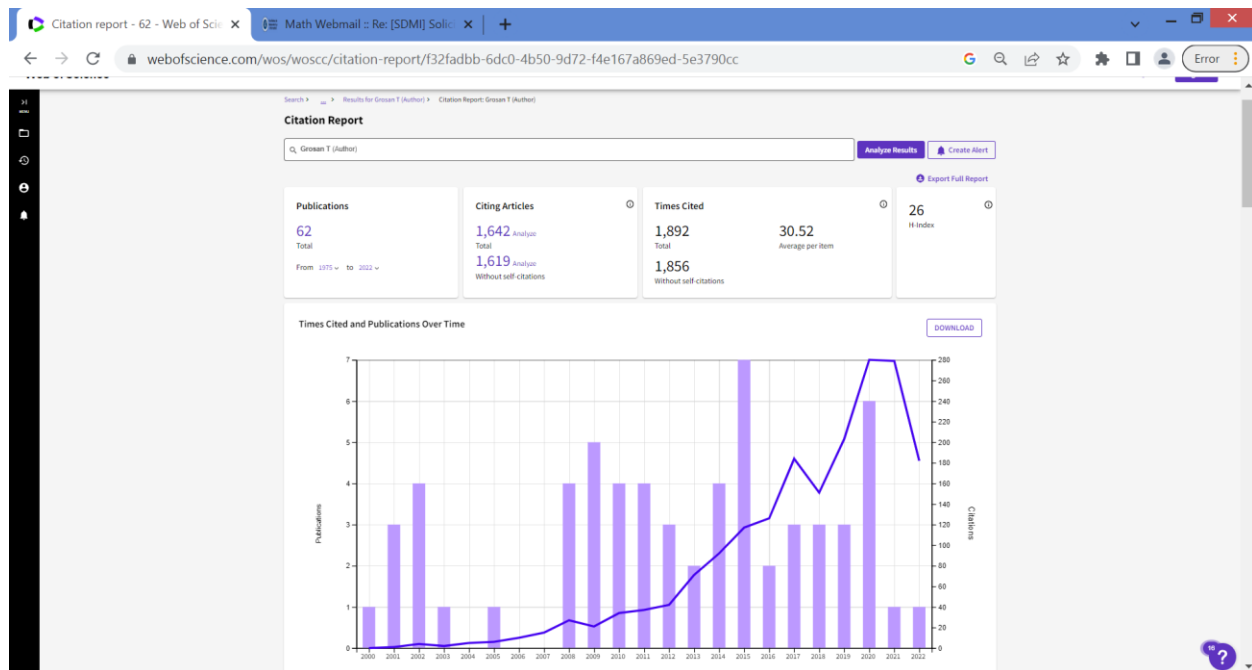 Citation report - 62 - Web of Scie
Math Webmail :: Re: [SDMI] Solici
webofscience.com/wos/woscc/citation-report/f32fadbb-6dc0-4b50-9d72-f4e167a869ed-5e3790cc
Error
MENU
Search > ... > Results for Grosan T (Author) > Citation Report: Grosan T (Author)
Citation Report
Grosan T (Author)
Analyze Results
Create Alert
Export Full Report
Publications
62
Total
From 1975 to 2022
Citing Articles
1,642 Analyze
Total
1,619 Analyze
Without self-citations
Times Cited
1,892
Total
30.52
Average per item
1,856
Without self-citations
26
H-Index
Times Cited and Publications Over Time
DOWNLOAD
7
6
5
4
3
2
1
0
Publications
280
260
240
220
200
180
160
140
120
100
80
60
40
20
0
Citations
2000 2001 2002 2003 2004 2005 2006 2007 2008 2009 2010 2011 2012 2013 2014 2015 2016 2017 2018 2019 2020 2021 2022
16
?